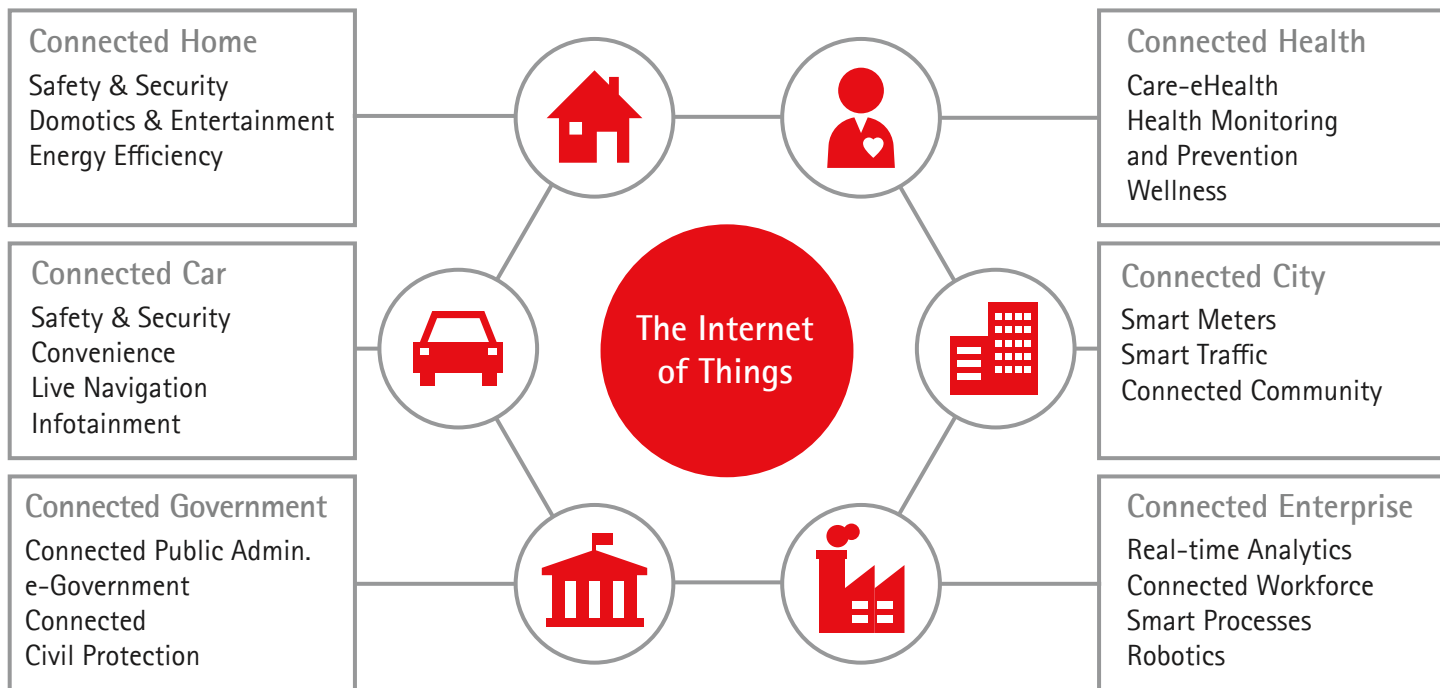 Connected Home
Safety & Security
Domotics & Entertainment
Energy Efficiency
Connected Health
Care-eHealth
Health Monitoring
and Prevention
Wellness
Connected Car
Safety & Security
Convenience
Live Navigation
Infotainment
The Internet
of Things
Connected City
Smart Meters
Smart Traffic
Connected Community
Connected Government
Connected Public Admin.
e-Government
Connected
Civil Protection
Connected Enterprise
Real-time Analytics
Connected Workforce
Smart Processes
Robotics